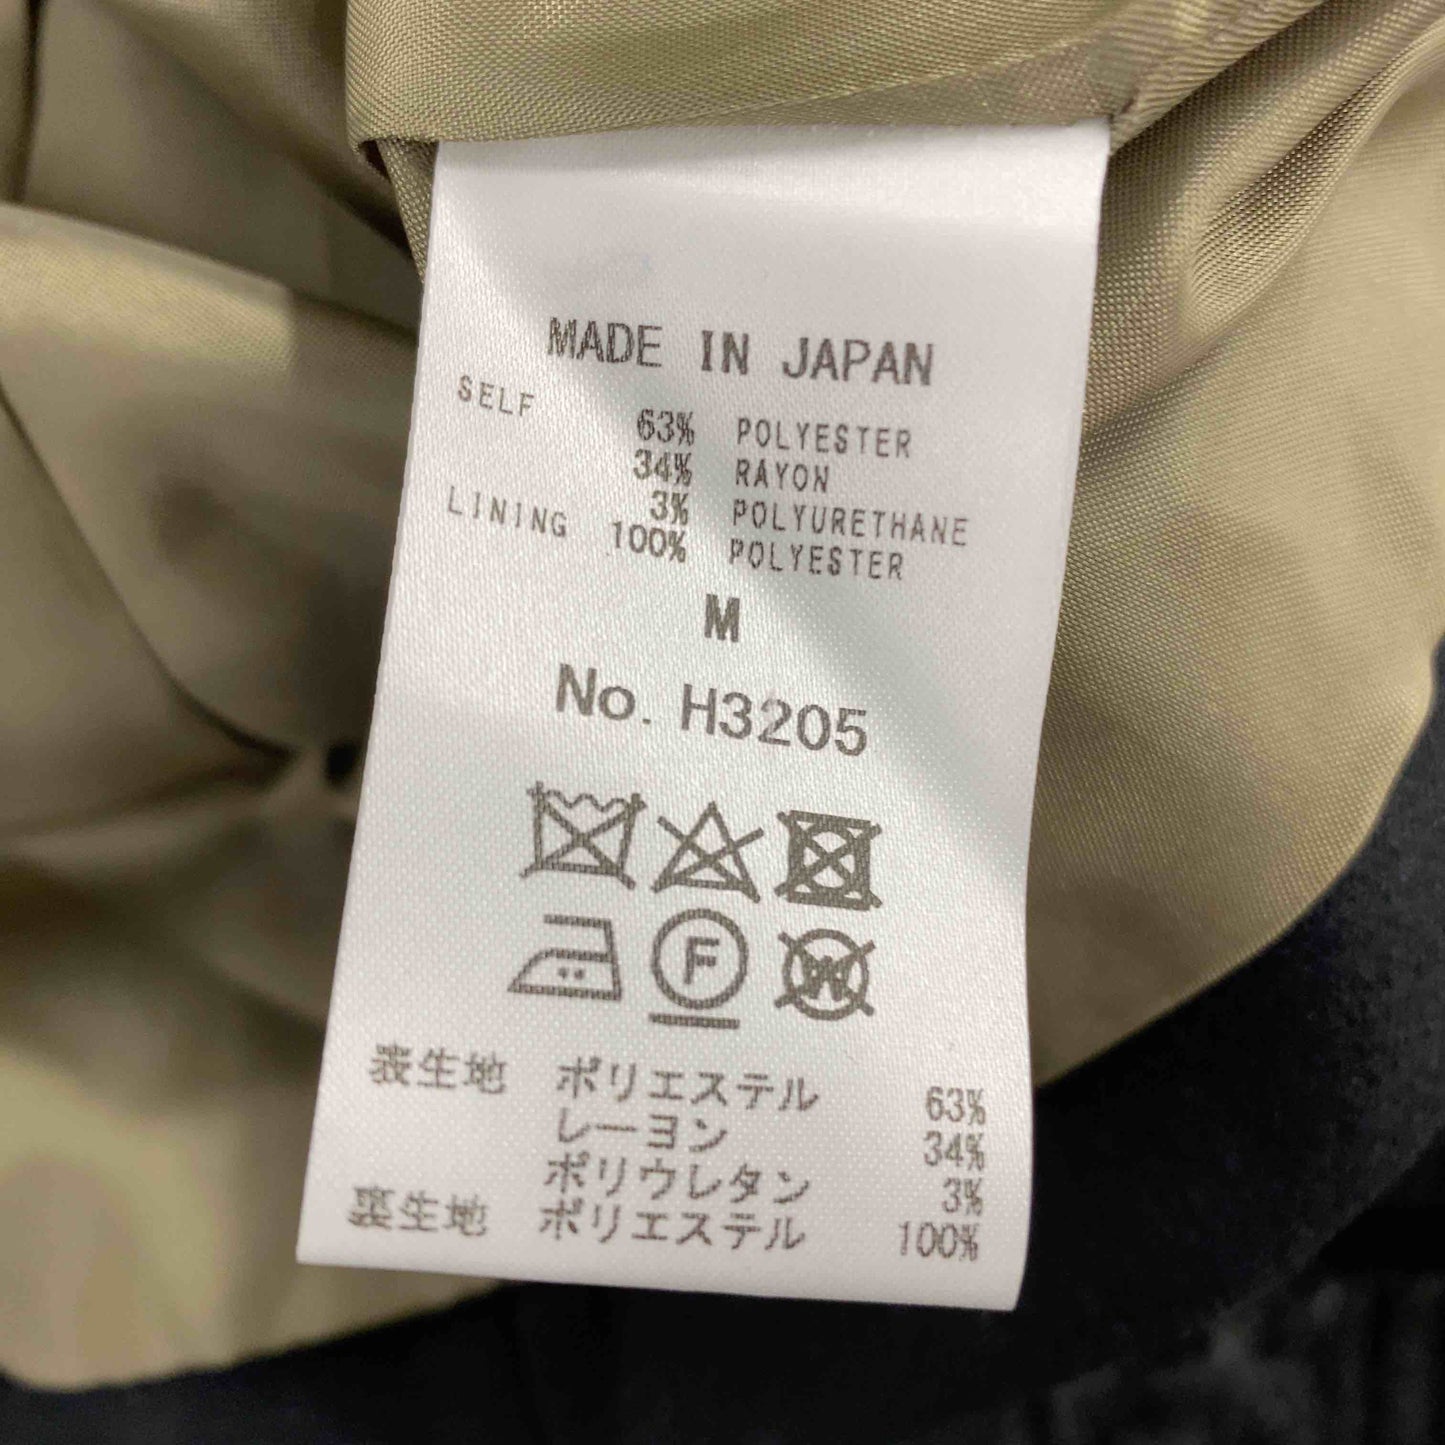 MADE IN JAPAN
SELF 63% POLYESTER
34% RAYON
3% POLYURETHANE
LINING 100% POLYESTER
M
No. H3205
F
W
表生地 ポリエステル 63%
レーヨン 34%
ポリウレタン 3%
裏生地 ポリエステル 100%